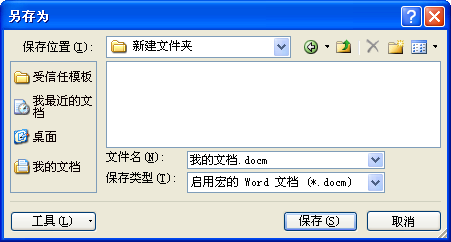 另存为
保存位置(I): 新建文件夹
受信任模板
我最近的文
档
桌面
我的文档
文件名(N): 我的文档.docm
保存类型(T): 启用宏的 Word 文档 (*.docm)
工具(L) 保存(S) 取消